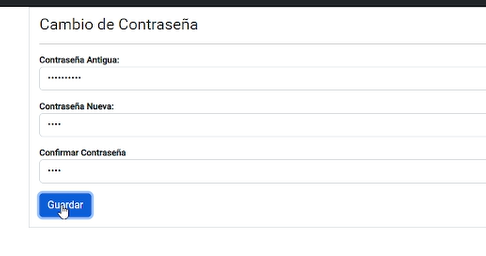 Cambio de Contraseña
Contraseña Antigua:
••••••••••
Contraseña Nueva:
••••
Confirmar Contraseña
••••
Guardar